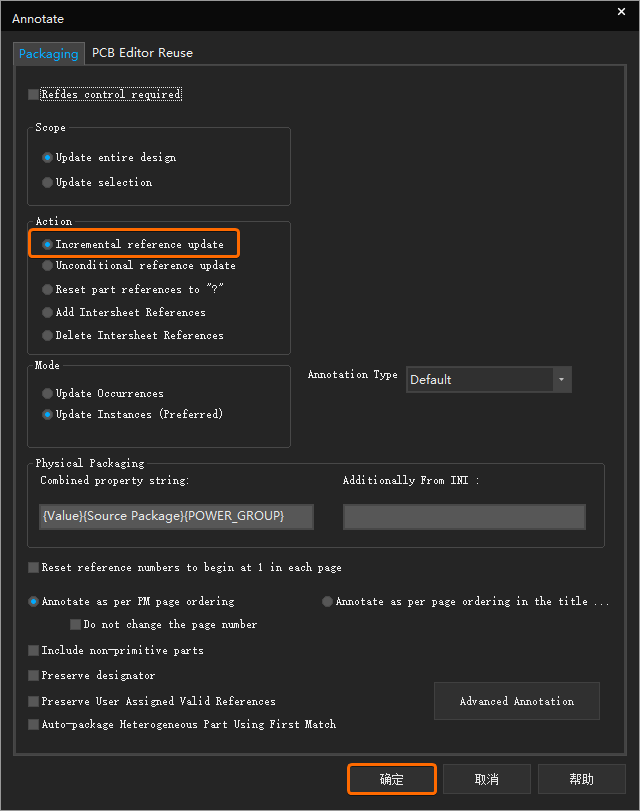 Annotate
Packaging PCB Editor Reuse
Refdes control required
Scope
Update entire design
Update selection
Action
Incremental reference update
Unconditional reference update
Reset part references to "?"
Add Intersheet References
Delete Intersheet References
Mode
Update Occurrences
Update Instances (Preferred)
Annotation Type Default
Physical Packaging
Combined property string: Additionally From INI :
{Value}{Source Package}{POWER_GROUP}
Reset reference numbers to begin at 1 in each page
Annotate as per PM page ordering Annotate as per page ordering in the title ...
Do not change the page number
Include non-primitive parts
Preserve designator
Preserve User Assigned Valid References
Advanced Annotation
Auto-package Heterogeneous Part Using First Match
确定 取消 帮助